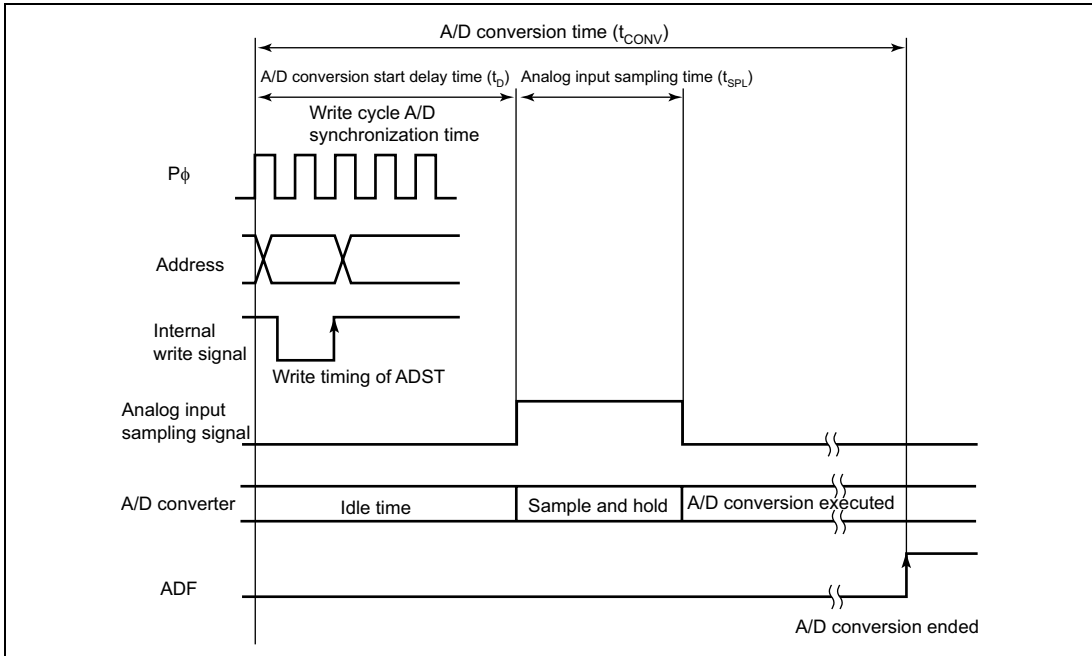 A/D conversion time (tCONV)
A/D conversion start delay time (tD)
Analog input sampling time (tSPL)
Write cycle A/D
synchronization time
Pϕ
Address
Internal
write signal
Write timing of ADST
Analog input
sampling signal
A/D converter
Idle time
Sample and hold
A/D conversion executed
ADF
A/D conversion ended